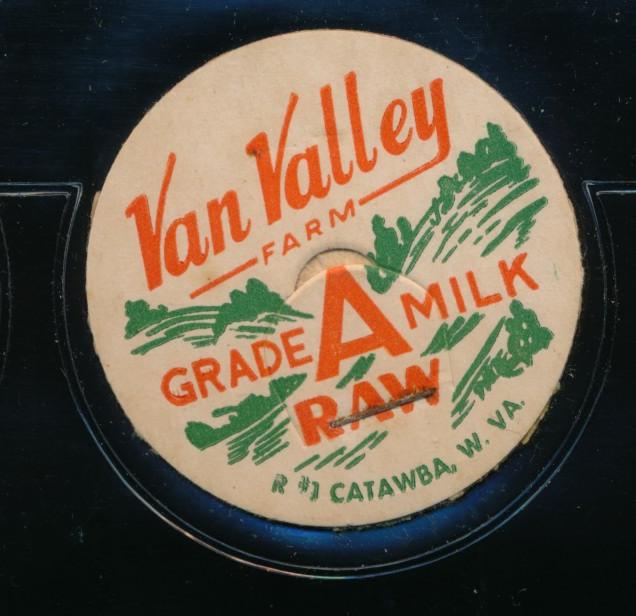 Van Valley
FARM
GRADE A MILK
RAW
R #1 CATAWBA, W. VA.